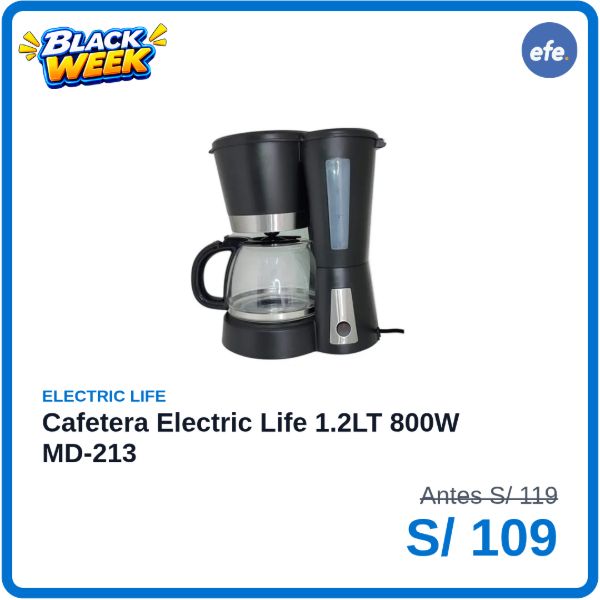 BLACK
WEEK
efe.
ELECTRIC LIFE
Cafetera Electric Life 1.2LT 800W
MD-213
Antes S/ 119
S/ 109